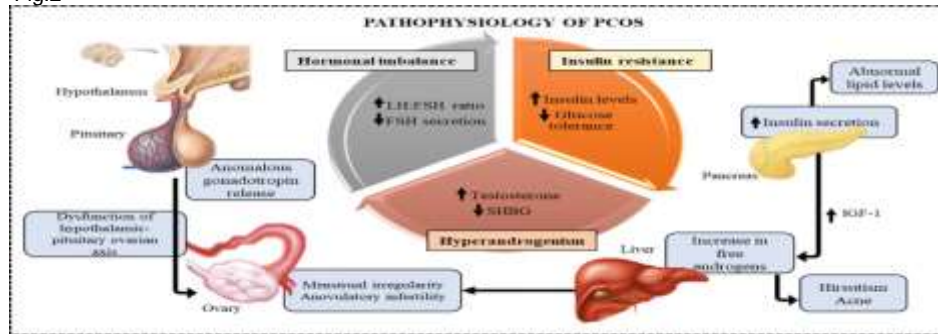 Fig.2
PATHOPHYSIOLOGY OF PCOS
Hormonal imbalance
Insulin resistance
Abnormal
lipid levels
Hypothalamus
LH:FSH ratio
FSH secretion
Insulin levels
Glucose
tolerance
Insulin secretion
Pituitary
Pancreas
Anomalous
gonadotropin
release
Testosterone
SHBG
IGF-1
Dysfunction of
hypothalamic-
pituitary ovarian
axis
Hyperandrogenism
Liver
Increase in
free
androgens
Menstrual irregularity
Anovulatory infertility
Hirsutism
Acne
Ovary